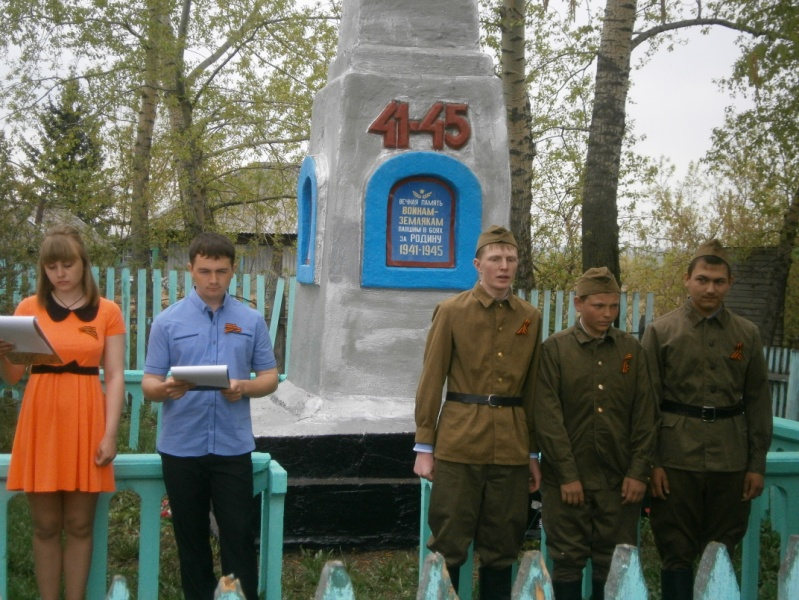 41-45
ВЕЧНАЯ ПАМЯТЬ
ВОИНАМ-
ЗЕМЛЯКАМ
ПАВШИМ В БОЯХ
ЗА РОДИНУ
1941-1945